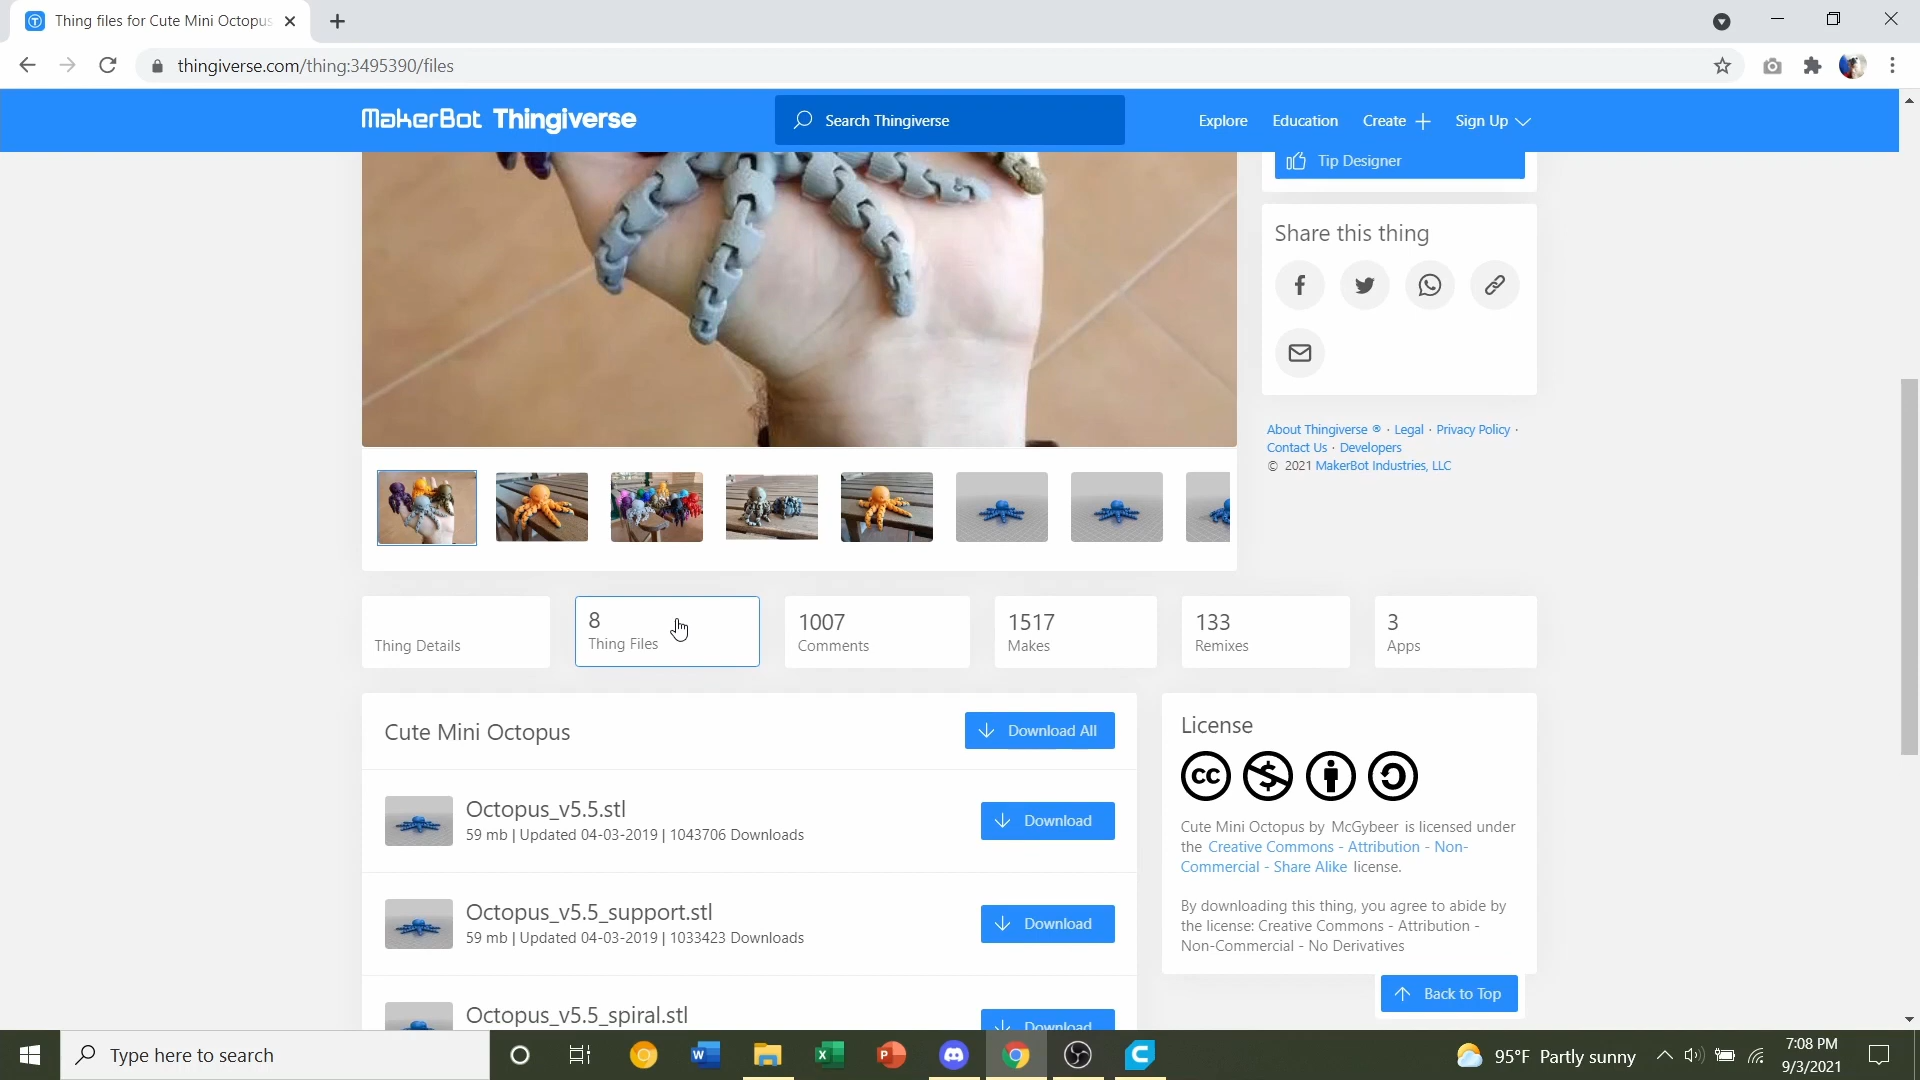 Thing files for Cute Mini Octopus
thingiverse.com/thing:3495390/files
MakerBot Thingiverse
Search Thingiverse
Explore
Education
Create
Sign Up
Tip Designer
Share this thing
About Thingiverse ® · Legal · Privacy Policy ·
Contact Us · Developers
© 2021 MakerBot Industries, LLC
Thing Details
8
Thing Files
1007
Comments
1517
Makes
133
Remixes
3
Apps
Cute Mini Octopus
Download All
Octopus_v5.5.stl
59 mb | Updated 04-03-2019 | 1043706 Downloads
Download
Octopus_v5.5_support.stl
59 mb | Updated 04-03-2019 | 1033423 Downloads
Download
Octopus_v5.5_spiral.stl
Download
License
cc
Cute Mini Octopus by McGybeer is licensed under
the Creative Commons - Attribution - Non-
Commercial - Share Alike license.
By downloading this thing, you agree to abide by
the license: Creative Commons - Attribution -
Non-Commercial - No Derivatives
Back to Top
Type here to search
95°F Partly sunny
7:08 PM
9/3/2021